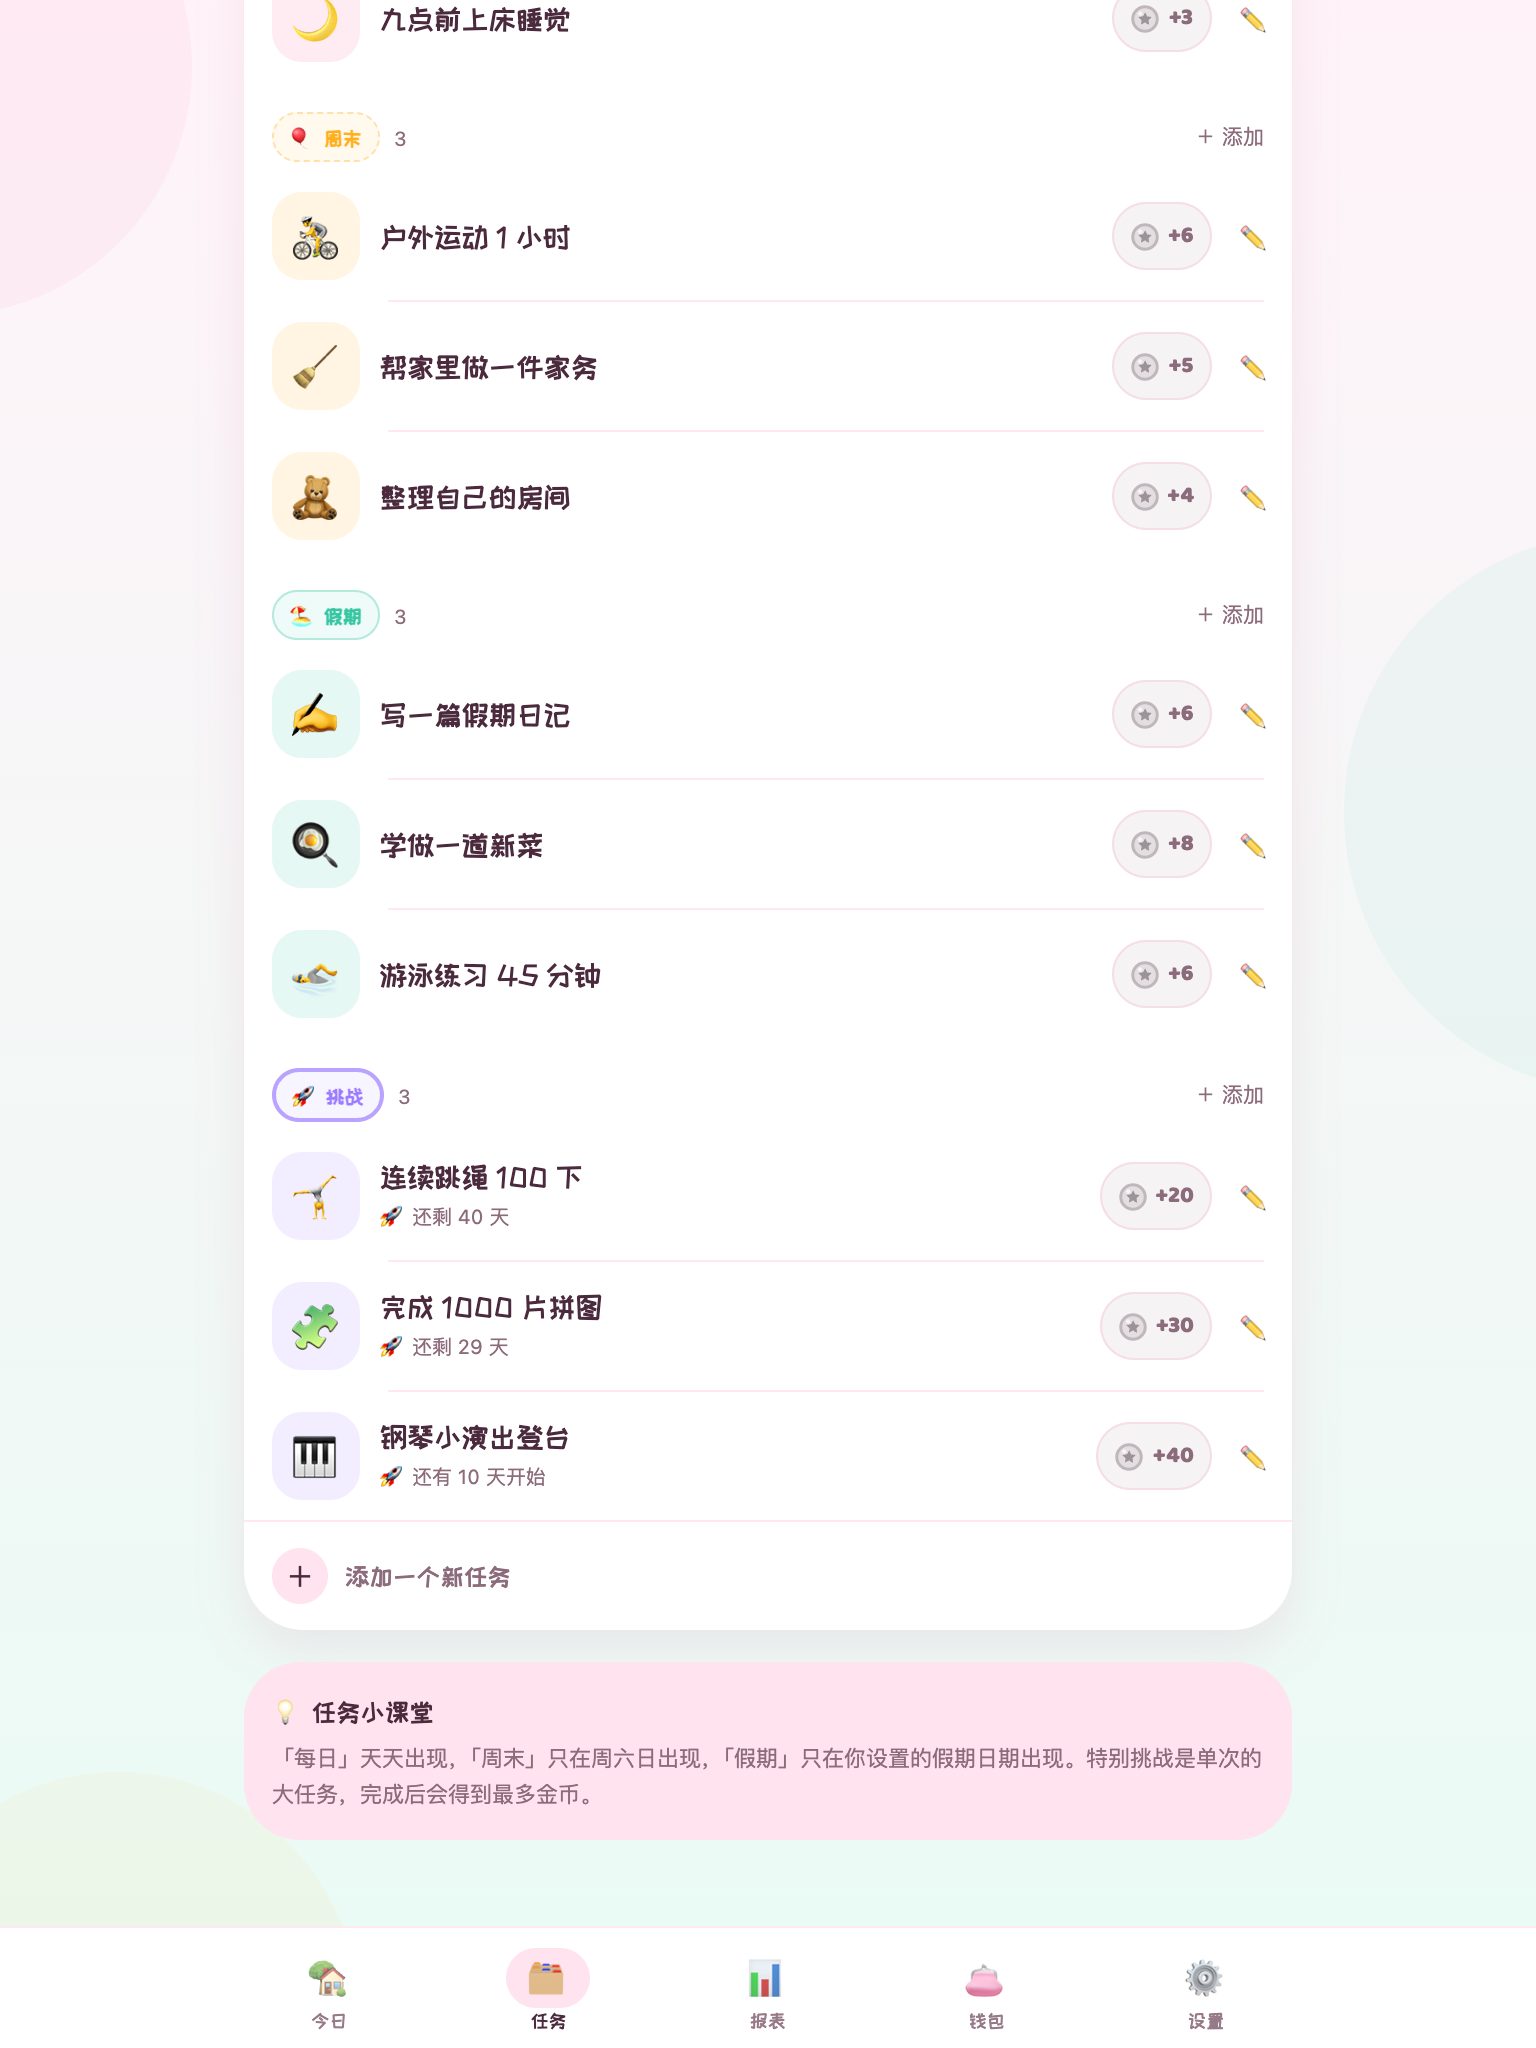 九点前上床睡觉
+3
周末
3
+ 添加
户外运动 1 小时
+6
帮家里做一件家务
+5
整理自己的房间
+4
假期
3
+ 添加
写一篇假期日记
+6
学做一道新菜
+8
游泳练习 45 分钟
+6
挑战
3
+ 添加
连续跳绳 100 下
还剩 40 天
+20
完成 1000 片拼图
还剩 29 天
+30
钢琴小演出登台
还有 10 天开始
+40
+ 添加一个新任务
任务小课堂
「每日」天天出现，「周末」只在周六日出现，「假期」只在你设置的假期日期出现。特别挑战是单次的
大任务，完成后会得到最多金币。
今日
任务
报表
钱包
设置